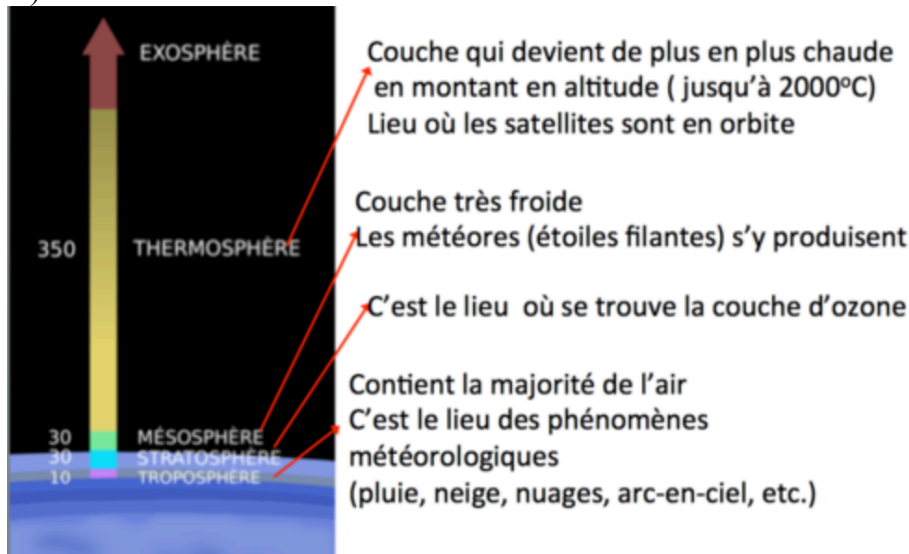 )
EXOSPHÈRE
Couche qui devient de plus en plus chaude
en montant en altitude ( jusqu’à 2000°C)
Lieu où les satellites sont en orbite
Couche très froide
350 THERMOSPHÈRE
Les météores (étoiles filantes) s’y produisent
C’est le lieu où se trouve la couche d’ozone
Contient la majorité de l’air
C’est le lieu des phénomènes
30 MÉSOSPHÈRE
30 STRATOSPHÈRE
météorologiques
10 TROPOSPHÈRE
(pluie, neige, nuages, arc-en-ciel, etc.)